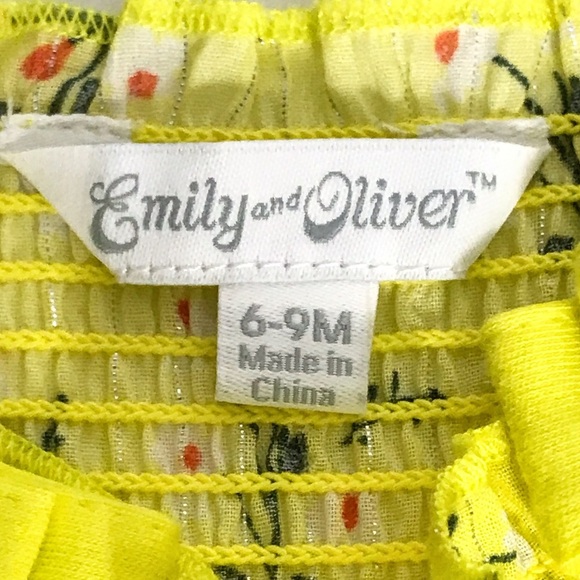 Emily and Oliver™
6-9M
Made in
China